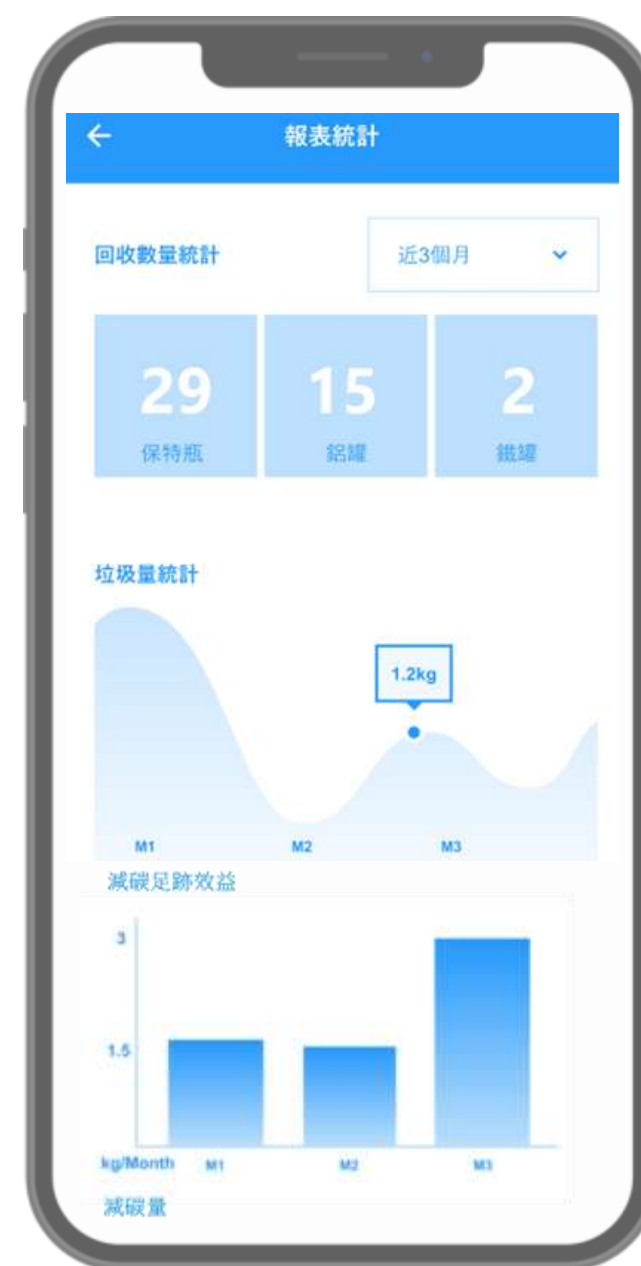 報表統計
回收數量統計
近3個月
29
15
2
保特瓶
鋁罐
鐵罐
垃圾量統計
1.2kg
M1
M2
M3
減碳足跡效益
3
1.5
kg/Month
M1
M2
M3
減碳量